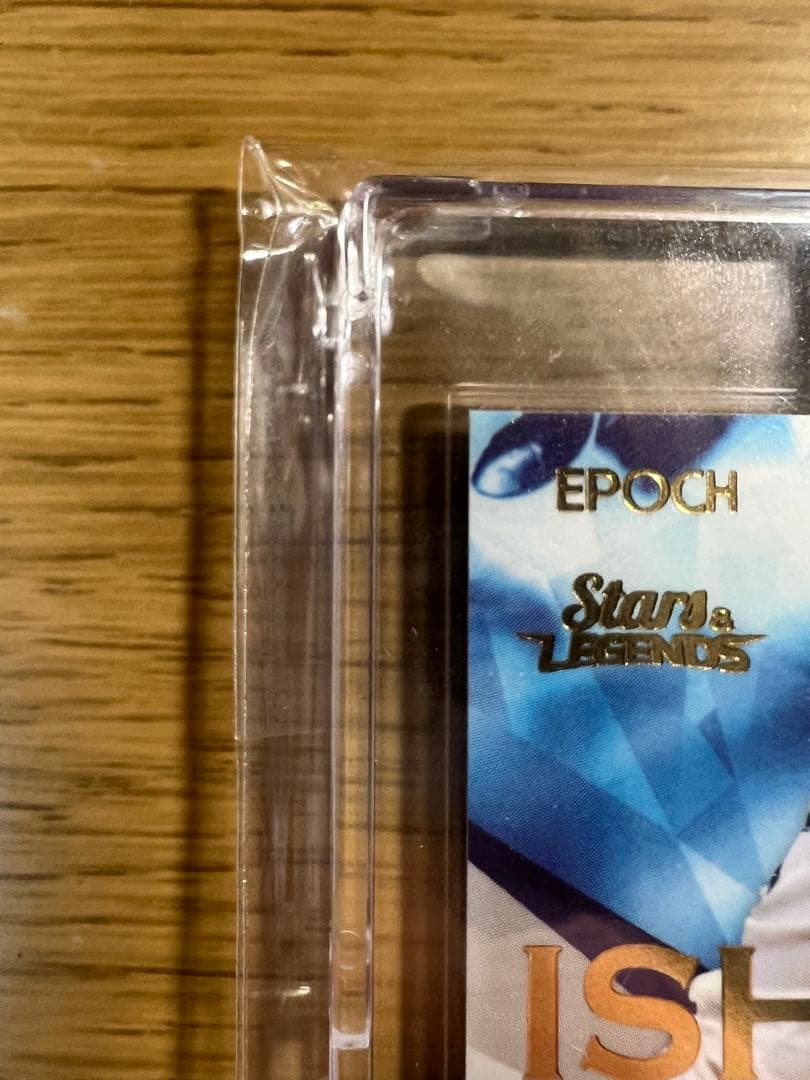 EPOCH
Stars &
LEGENDS
ISH